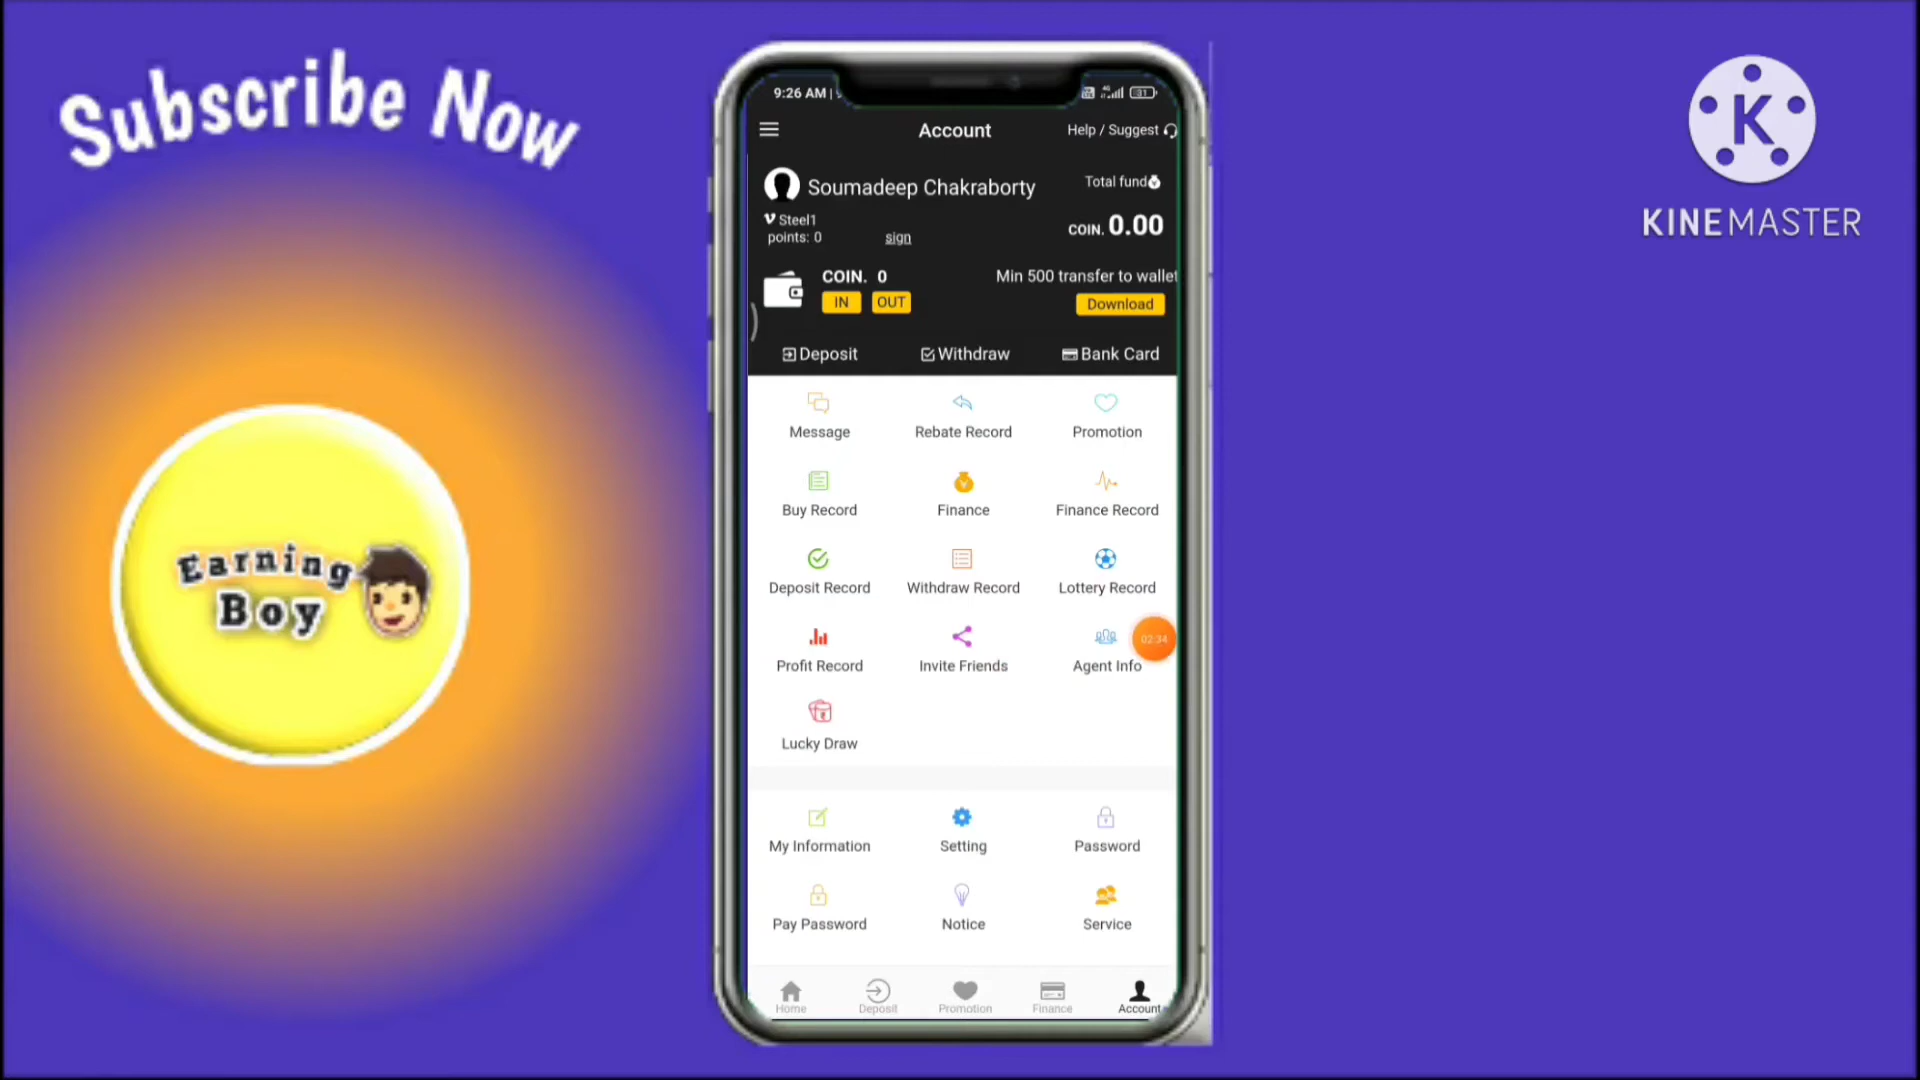 Subscribe Now
Earning
Boy
KINEMASTER
K
9:26 AM |
31
Account
Help / Suggest
Soumadeep Chakraborty
Total fund
Steel1
points: 0
sign
COIN. 0.00
COIN. 0
Min 500 transfer to wallet
IN
OUT
Download
Deposit
Withdraw
Bank Card
Message
Rebate Record
Promotion
Buy Record
Finance
Finance Record
Deposit Record
Withdraw Record
Lottery Record
02:34
Profit Record
Invite Friends
Agent Info
Lucky Draw
My Information
Setting
Password
Pay Password
Notice
Service
Home
Deposit
Promotion
Finance
Account